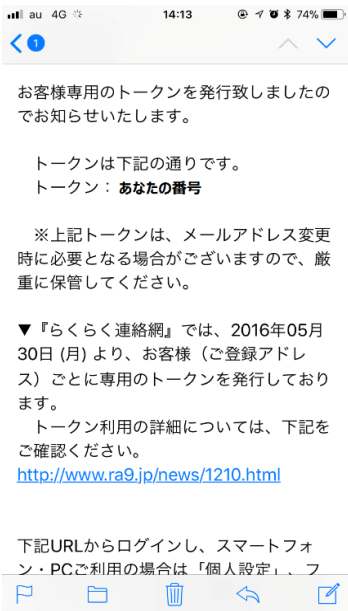 au 4G 14:13 74%
1
お客様専用のトークンを発行致しましたの
でお知らせいたします。
トークンは下記の通りです。
トークン： あなたの番号
※上記トークンは、メールアドレス変更
時に必要となる場合がございますので、厳
重に保管してください。
▼『らくらく連絡網』では、2016年05月
30日 (月) より、お客様（ご登録アドレ
ス）ごとに専用のトークンを発行しており
ます。
トークン利用の詳細については、下記を
ご確認ください。
http://www.ra9.jp/news/1210.html
下記URLからログインし、スマートフォ
ン・PCご利用の場合は「個人設定」、フ